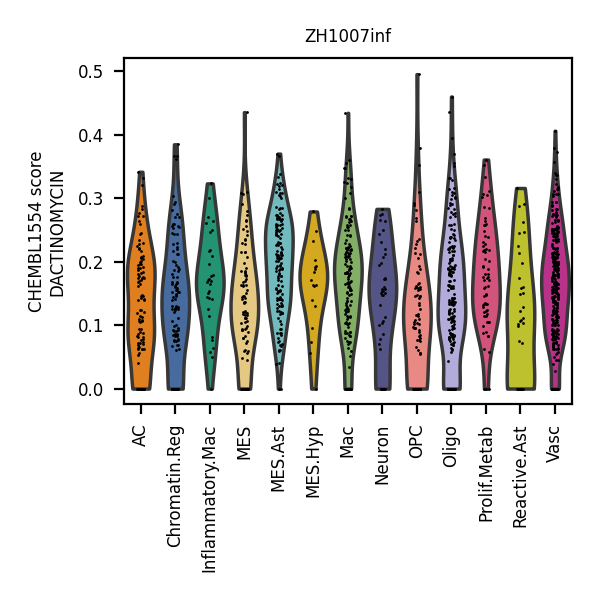 ZH1007inf
CHEMBL1554 score
DACTINOMYCIN
0.5
0.4
0.3
0.2
0.1
0.0
AC
Chromatin.Reg
Inflammatory.Mac
MES
MES.Ast
MES.Hyp
Mac
Neuron
OPC
Oligo
Prolif.Metab
Reactive.Ast
Vasc